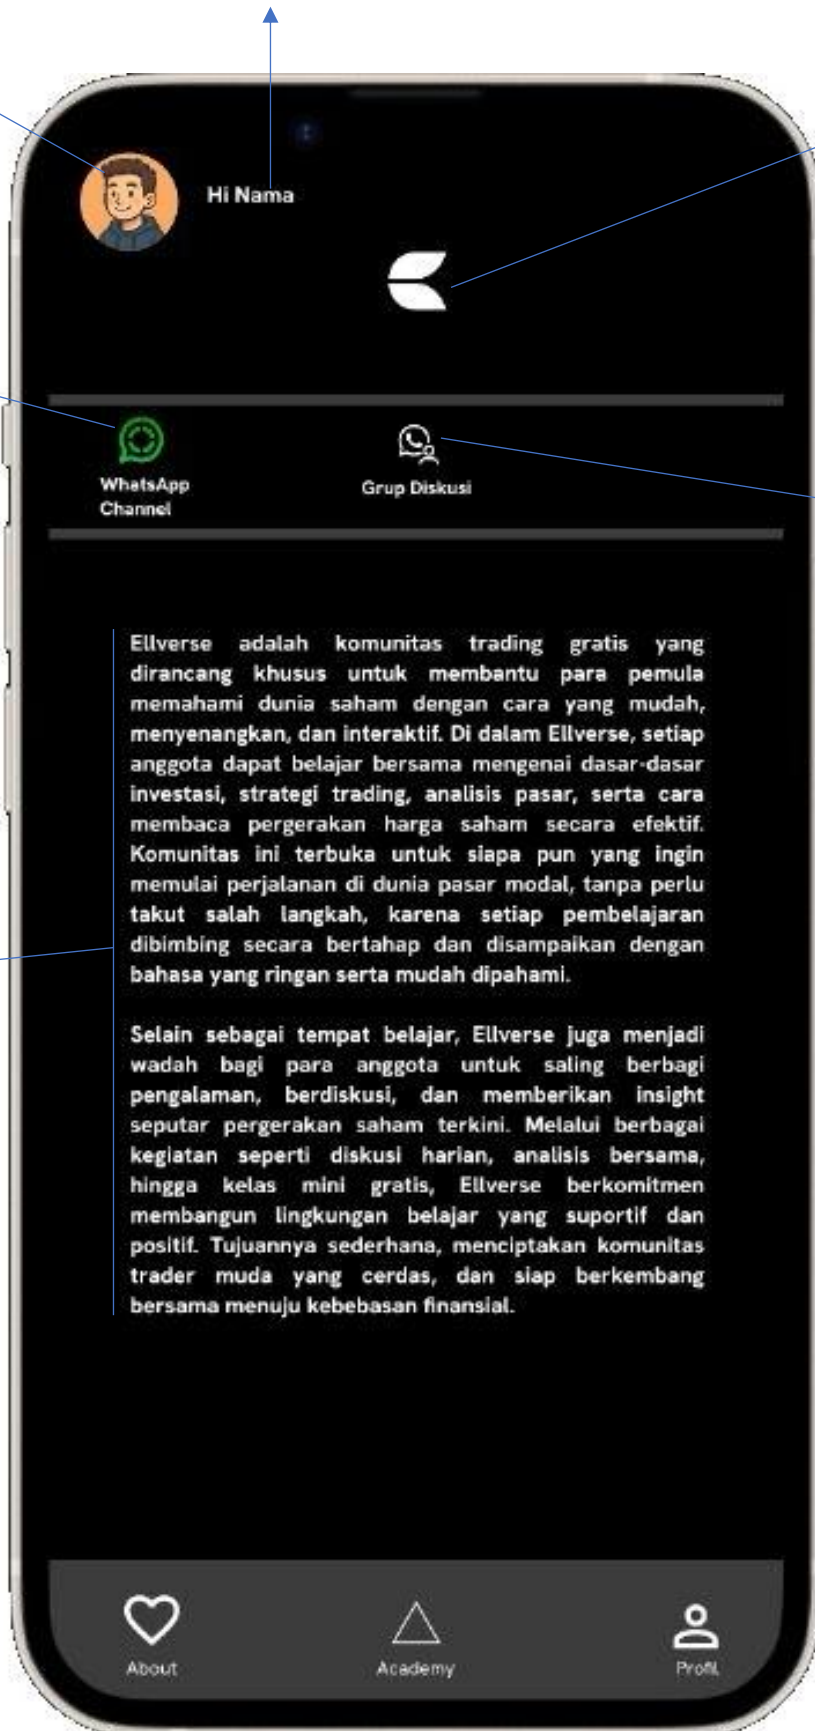 Hi Nama
WhatsApp
Channel
Grup Diskusi
Ellverse adalah komunitas trading gratis yang
dirancang khusus untuk membantu para pemula
memahami dunia saham dengan cara yang mudah,
menyenangkan, dan interaktif. Di dalam Ellverse, setiap
anggota dapat belajar bersama mengenai dasar-dasar
investasi, strategi trading, analisis pasar, serta cara
membaca pergerakan harga saham secara efektif.
Komunitas ini terbuka untuk siapa pun yang ingin
memulai perjalanan di dunia pasar modal, tanpa perlu
takut salah langkah, karena setiap pembelajaran
dibimbing secara bertahap dan disampaikan dengan
bahasa yang ringan serta mudah dipahami.
Selain sebagai tempat belajar, Ellverse juga menjadi
wadah bagi para anggota untuk saling berbagi
pengalaman, berdiskusi, dan memberikan insight
seputar pergerakan saham terkini. Melalui berbagai
kegiatan seperti diskusi harian, analisis bersama,
hingga kelas mini gratis, Ellverse berkomitmen
membangun lingkungan belajar yang suportif dan
positif. Tujuannya sederhana, menciptakan komunitas
trader muda yang cerdas, dan siap berkembang
bersama menuju kebebasan finansial.
About
Academy
Profil